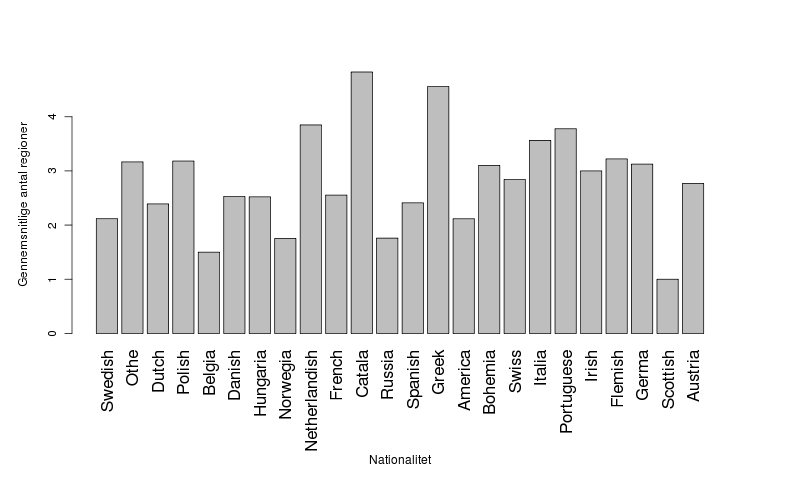 Gennemsnitlige antal regioner
4
3
2
1
0
Swedish
Othe
Dutch
Polish
Belgia
Danish
Hungaria
Norwegia
Netherlandish
French
Catala
Russia
Spanish
Greek
America
Bohemia
Swiss
Italia
Portuguese
Irish
Flemish
Germa
Scottish
Austria
Nationalitet